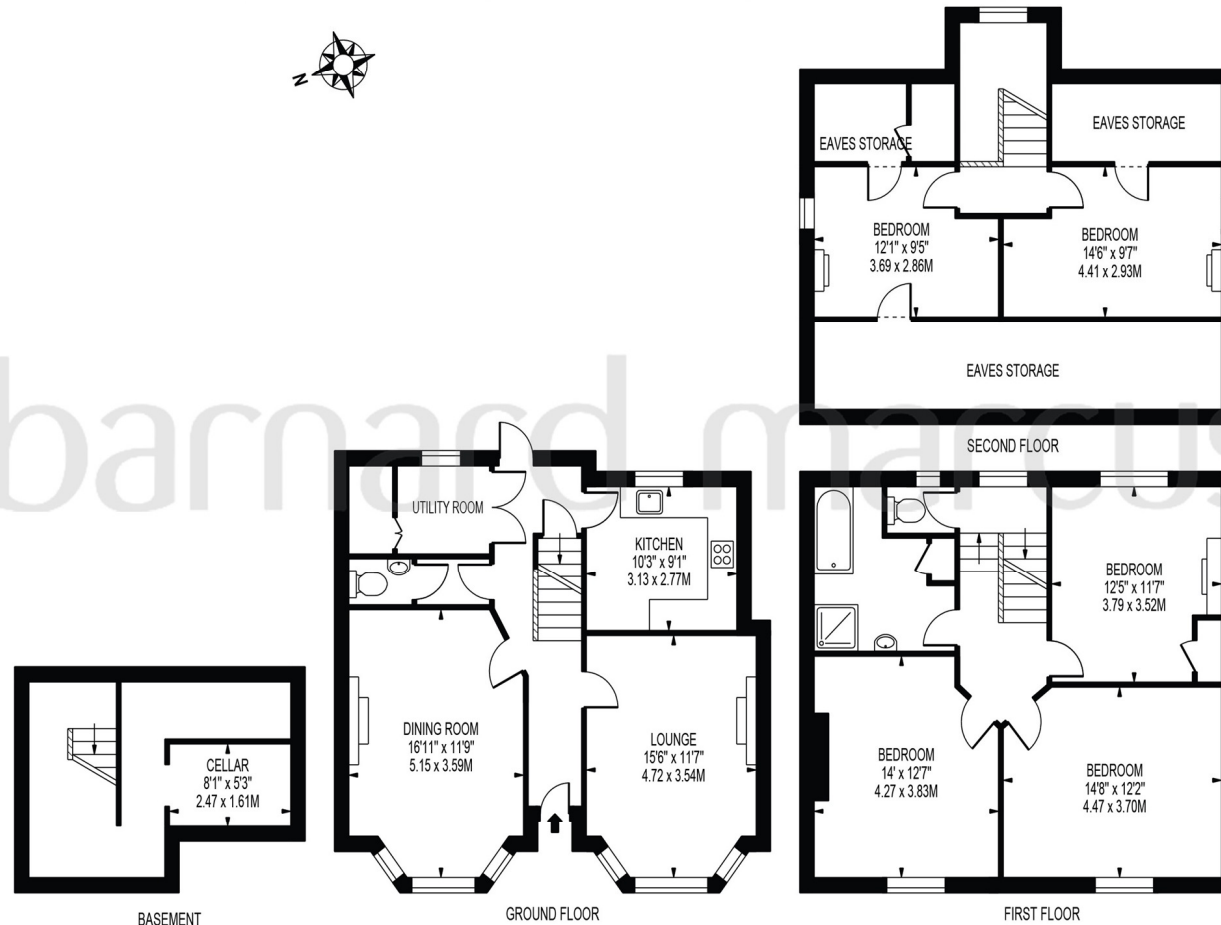 N
EAVES STORAGE
EAVES STORAGE
BEDROOM
12'1" x 9'5"
3.69 x 2.86M
BEDROOM
14'6" x 9'7"
4.41 x 2.93M
EAVES STORAGE
SECOND FLOOR
barnard marcus
UTILITY ROOM
KITCHEN
10'3" x 9'1"
3.13 x 2.77M
DINING ROOM
16'11" x 11'9"
5.15 x 3.59M
LOUNGE
15'6" x 11'7"
4.72 x 3.54M
GROUND FLOOR
BEDROOM
12'5" x 11'7"
3.79 x 3.52M
BEDROOM
14' x 12'7"
4.27 x 3.83M
BEDROOM
14'8" x 12'2"
4.47 x 3.70M
FIRST FLOOR
CELLAR
8'1" x 5'3"
2.47 x 1.61M
BASEMENT